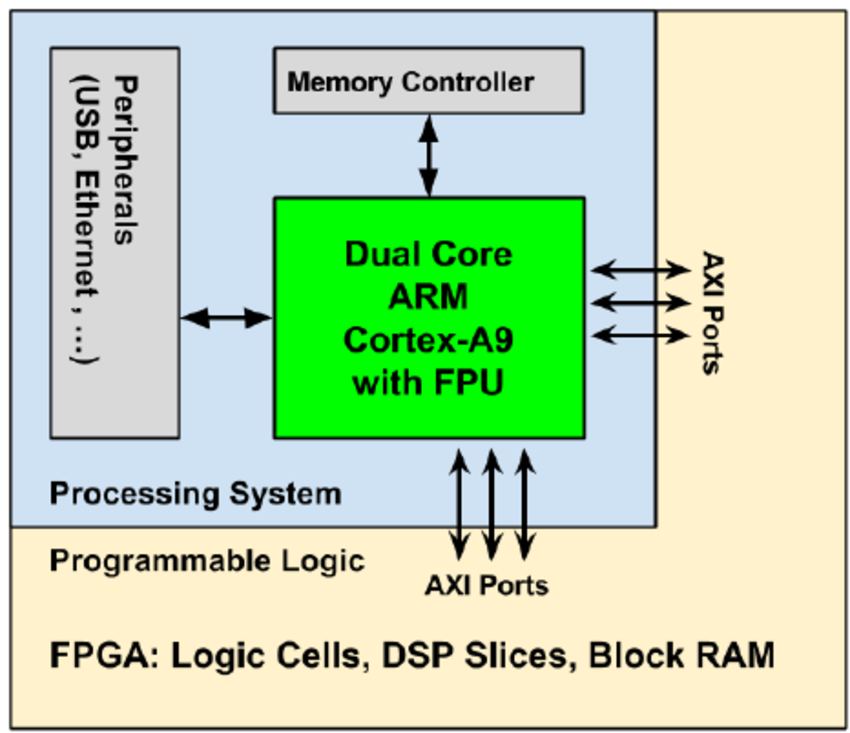 Memory Controller
Peripherals
(USB, Ethernet , ...)
Dual Core
ARM
Cortex-A9
with FPU
AXI Ports
Processing System
Programmable Logic
AXI Ports
FPGA: Logic Cells, DSP Slices, Block RAM